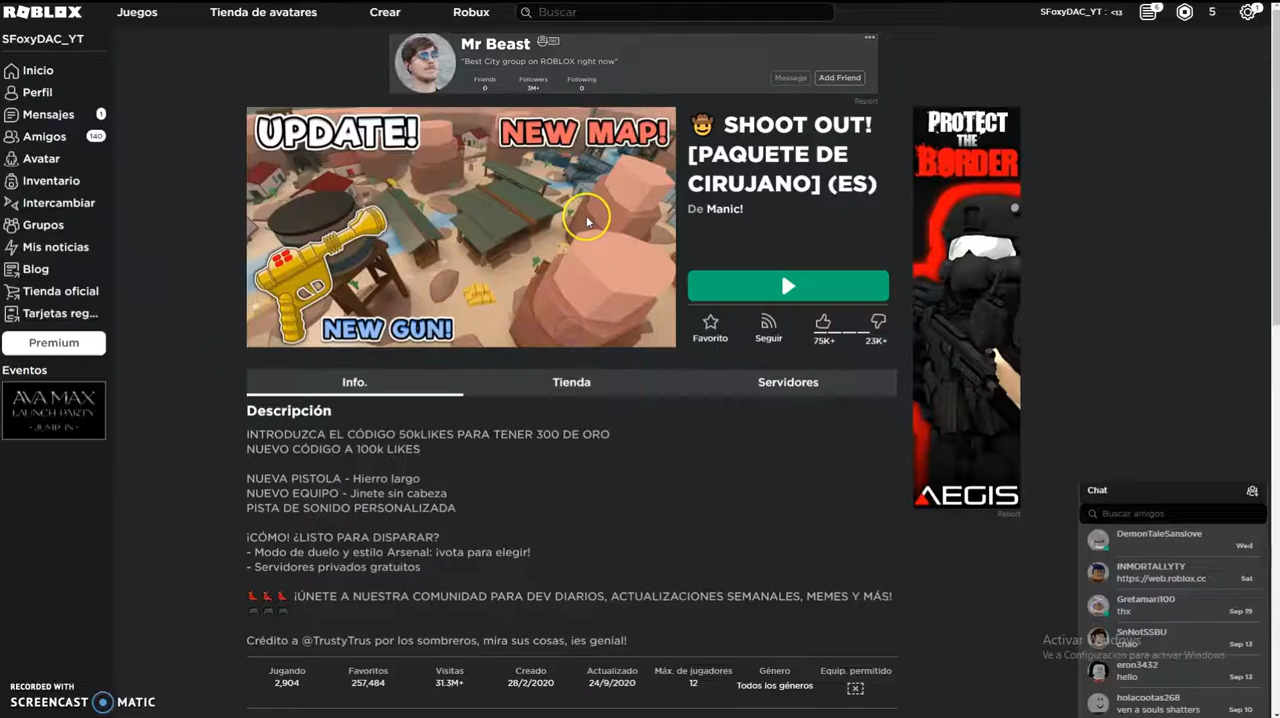 ROBLOX
Juegos
Tienda de avatares
Crear
Robux
Buscar
SFoxyDAC_YT : <13
6
5
1
SFoxyDAC_YT
Inicio
Perfil
Mensajes
1
Amigos
140
Avatar
Inventario
Intercambiar
Grupos
Mis noticias
Blog
Tienda oficial
Tarjetas reg...
Premium
Eventos
AVA MAX
LAUNCH PARTY
- JUMP IN -
Mr Beast
"Best City group on ROBLOX right now"
Friends
Followers
Following
0
3M+
0
Message
Add Friend
Report
UPDATE!
NEW MAP!
NEW GUN!
SHOOT OUT!
[PAQUETE DE
CIRUJANO] (ES)
De Manic!
Favorito
Seguir
75K+
23K+
PROTECT
THE
BORDER
AEGIS
Report
Info.
Tienda
Servidores
Descripción
INTRODUZCA EL CÓDIGO 50kLIKES PARA TENER 300 DE ORO
NUEVO CÓDIGO A 100k LIKES
NUEVA PISTOLA - Hierro largo
NUEVO EQUIPO - Jinete sin cabeza
PISTA DE SONIDO PERSONALIZADA
¡CÓMO! ¿LISTO PARA DISPARAR?
- Modo de duelo y estilo Arsenal: ¡vota para elegir!
- Servidores privados gratuitos
¡ÚNETE A NUESTRA COMUNIDAD PARA DEV DIARIOS, ACTUALIZACIONES SEMANALES, MEMES Y MÁS!
Crédito a @TrustyTrus por los sombreros, mira sus cosas, ¡es genial!
Jugando
Favoritos
Visitas
Creado
Actualizado
Máx. de jugadores
Género
Equip. permitido
2,904
257,484
31.3M+
28/2/2020
24/9/2020
12
Todos los géneros
Chat
Buscar amigos
DemonTaleSanslove
Wed
INMORTALLYTY
https://web.roblox.cc
Sat
Gretamari100
thx
Sep 19
SnNotSSBU
chao
Sep 13
eron3432
hello
Sep 13
holacootas268
ven a souls shatters
Sep 10
Activar Windows
Ve a Configuración para activar Windows
RECORDED WITH
SCREENCAST MATIC